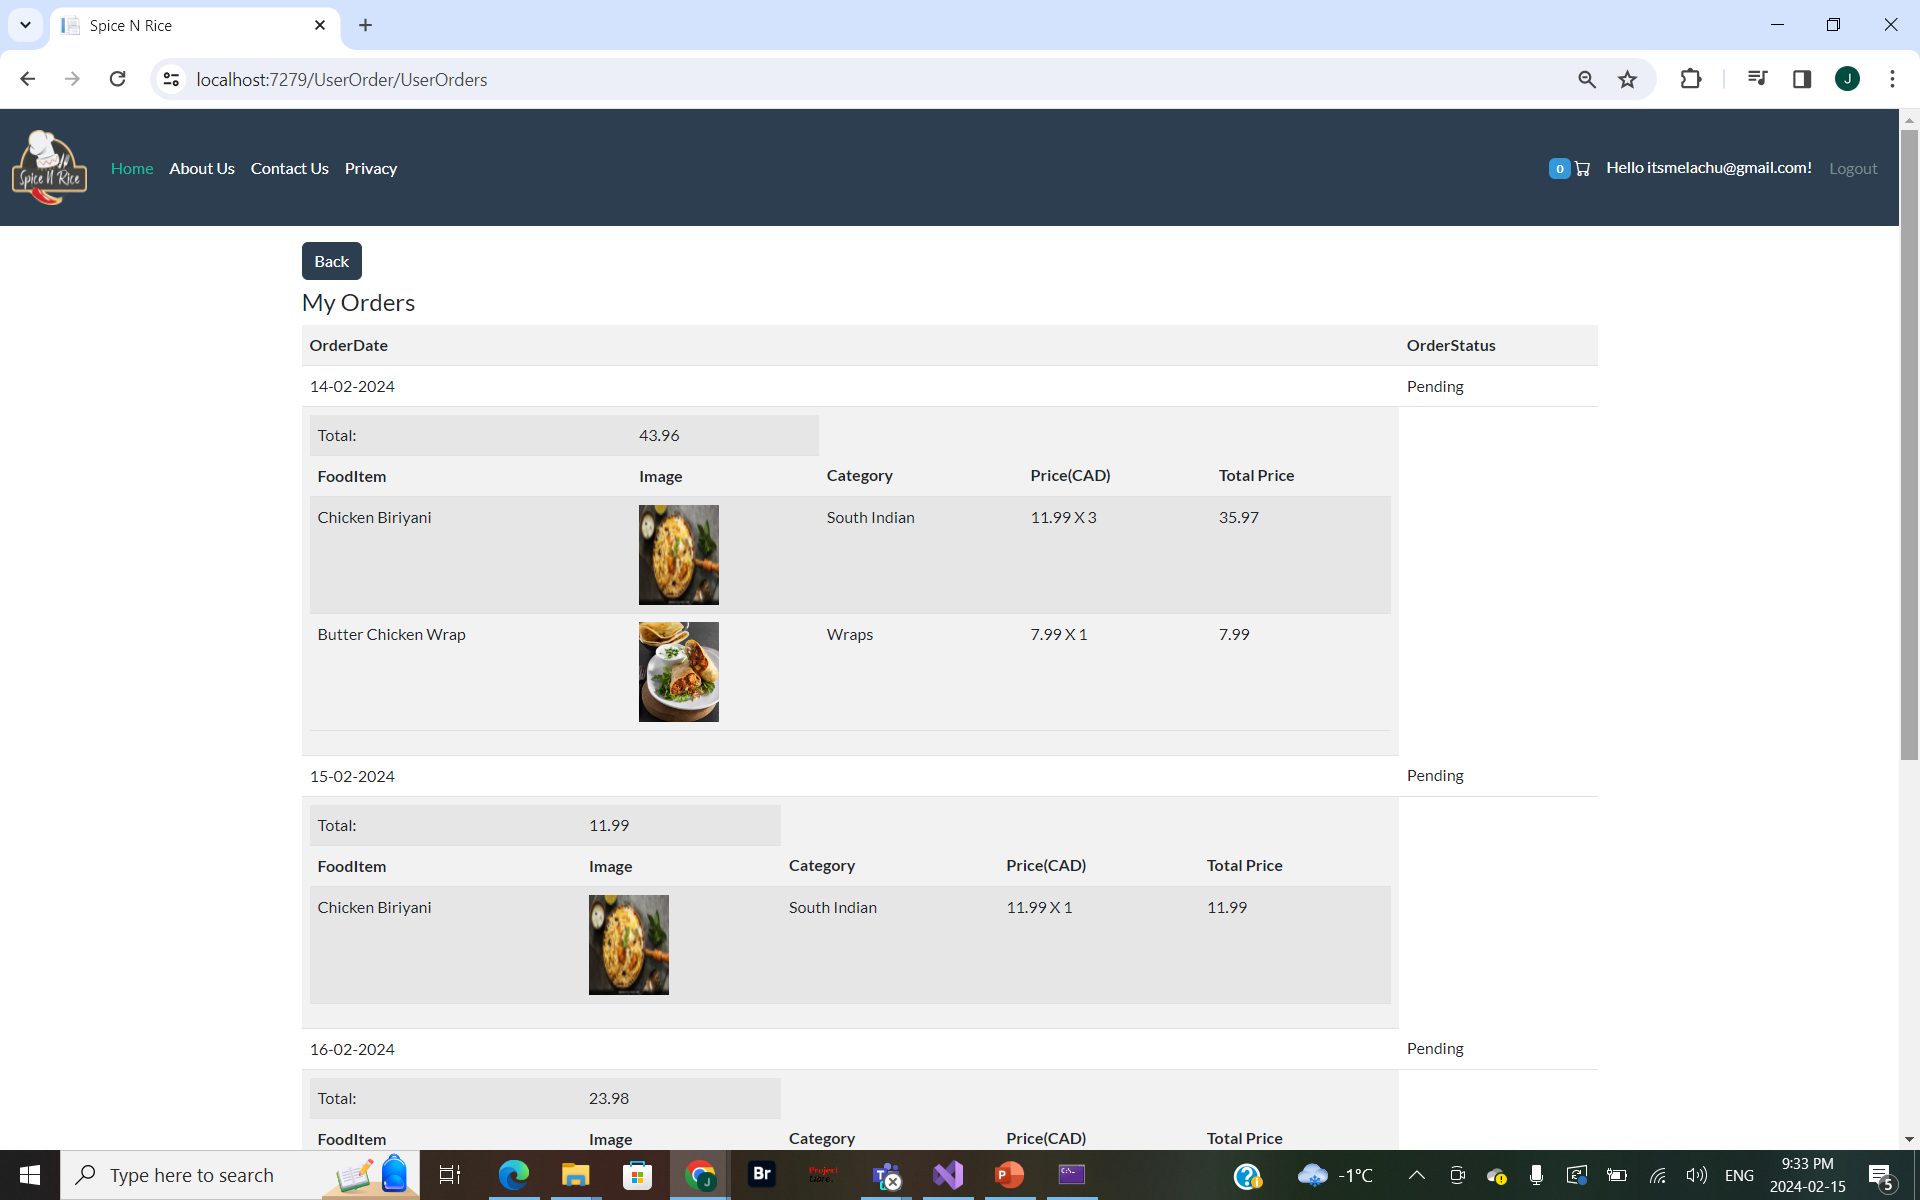 Spice N Rice
localhost:7279/UserOrder/UserOrders
J
Spice N Rice
Home About Us Contact Us Privacy
0 Hello itsmelachu@gmail.com! Logout
Back
My Orders
OrderDate OrderStatus
14-02-2024 Pending
Total: 43.96
FoodItem Image Category Price(CAD) Total Price
Chicken Biriyani South Indian 11.99 X 3 35.97
Butter Chicken Wrap Wraps 7.99 X 1 7.99
15-02-2024 Pending
Total: 11.99
FoodItem Image Category Price(CAD) Total Price
Chicken Biriyani South Indian 11.99 X 1 11.99
16-02-2024 Pending
Total: 23.98
FoodItem Image Category Price(CAD) Total Price
Type here to search
J
Br
Project
Libre
P
-1°C
ENG
9:33 PM
2024-02-15
5